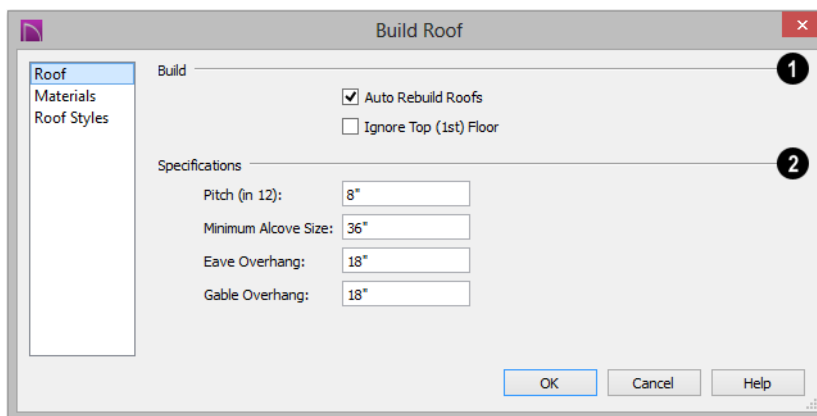 Build Roof
Roof
Materials
Roof Styles
Build
1
Auto Rebuild Roofs
Ignore Top (1st) Floor
Specifications
2
Pitch (in 12): 8"
Minimum Alcove Size: 36"
Eave Overhang: 18"
Gable Overhang: 18"
OK Cancel Help